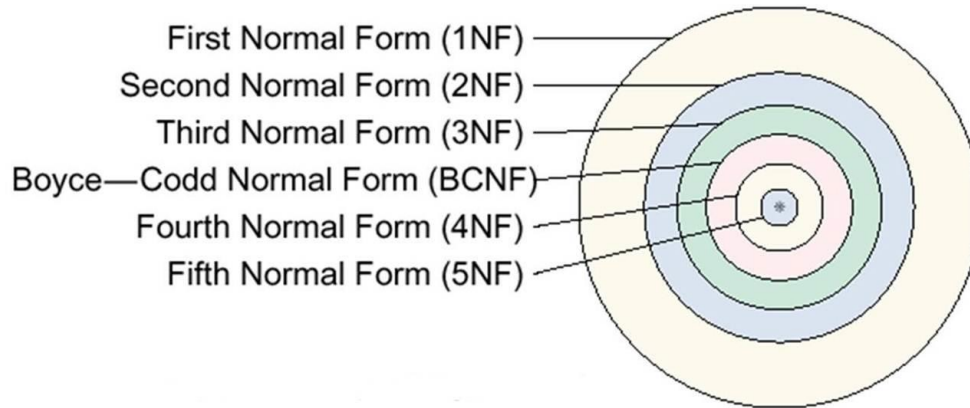 First Normal Form (1NF)
Second Normal Form (2NF)
Third Normal Form (3NF)
Boyce—Codd Normal Form (BCNF)
Fourth Normal Form (4NF)
Fifth Normal Form (5NF)